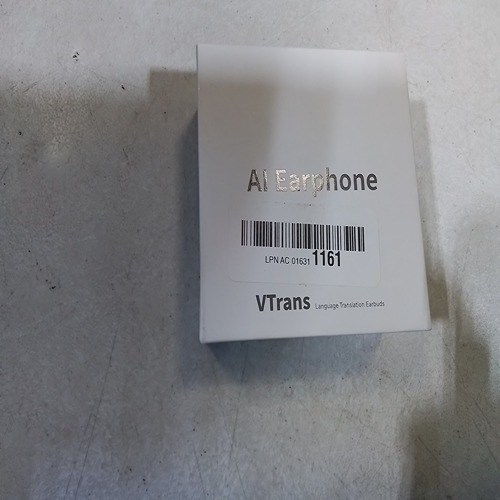 AI Earphone
LPN AC 01631 1161
VTrans Language Translation Earbuds